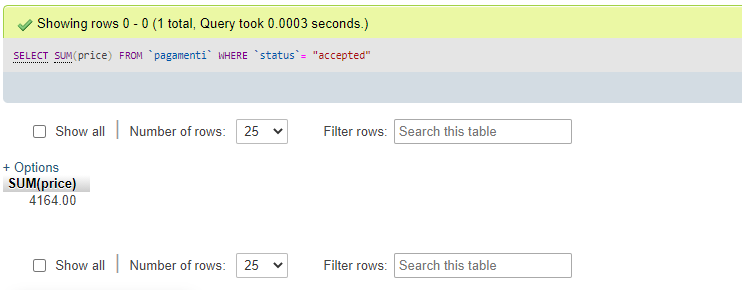 Showing rows 0 - 0 (1 total, Query took 0.0003 seconds.)
SELECT SUM(price) FROM `pagamenti` WHERE `status`= "accepted"
Show all | Number of rows: 25 Filter rows: Search this table
+ Options
SUM(price)
4164.00
Show all | Number of rows: 25 Filter rows: Search this table